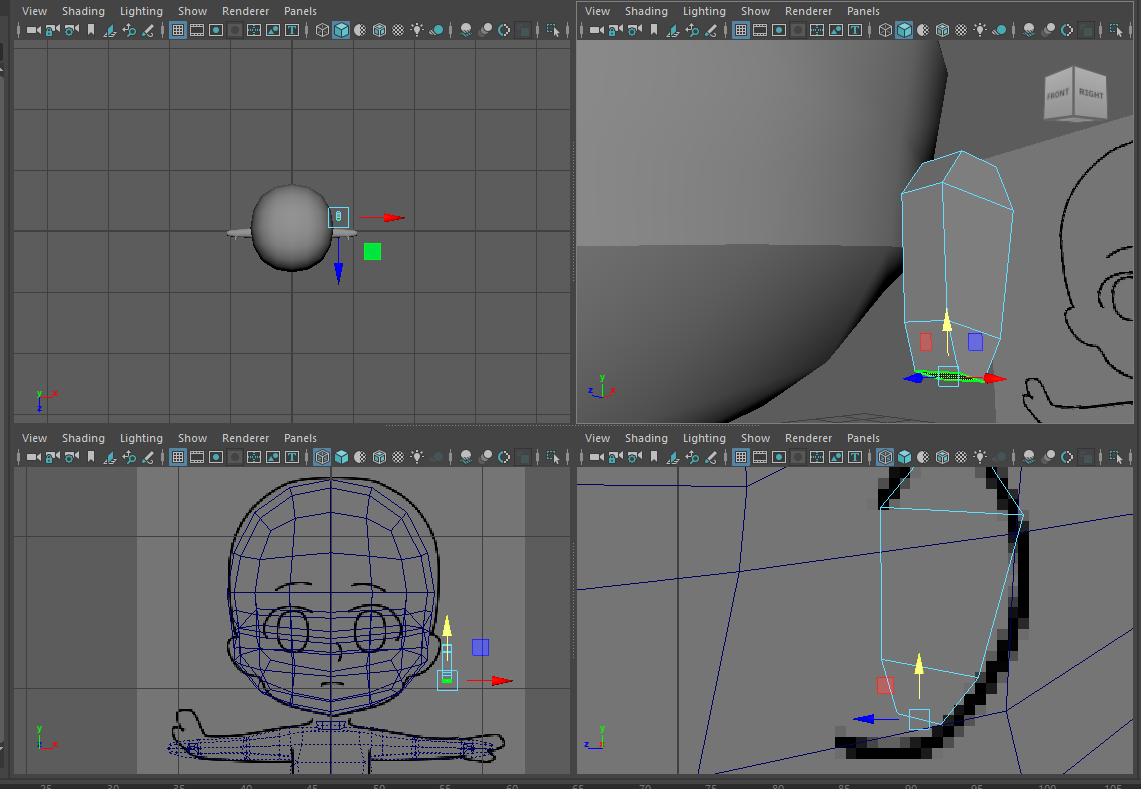 View Shading Lighting Show Renderer Panels
View Shading Lighting Show Renderer Panels
FRONT RIGHT
y x z
y z x
View Shading Lighting Show Renderer Panels
View Shading Lighting Show Renderer Panels
y z x
y z
25 30 35 40 45 50 55 60 65 70 75 80 85 90 95 100 105